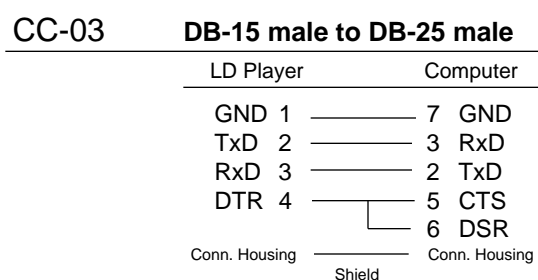 CC-03 DB-15 male to DB-25 male
LD Player Computer
GND 1 7 GND
TxD 2 3 RxD
RxD 3 2 TxD
DTR 4 5 CTS
6 DSR
Conn. Housing Conn. Housing
Shield